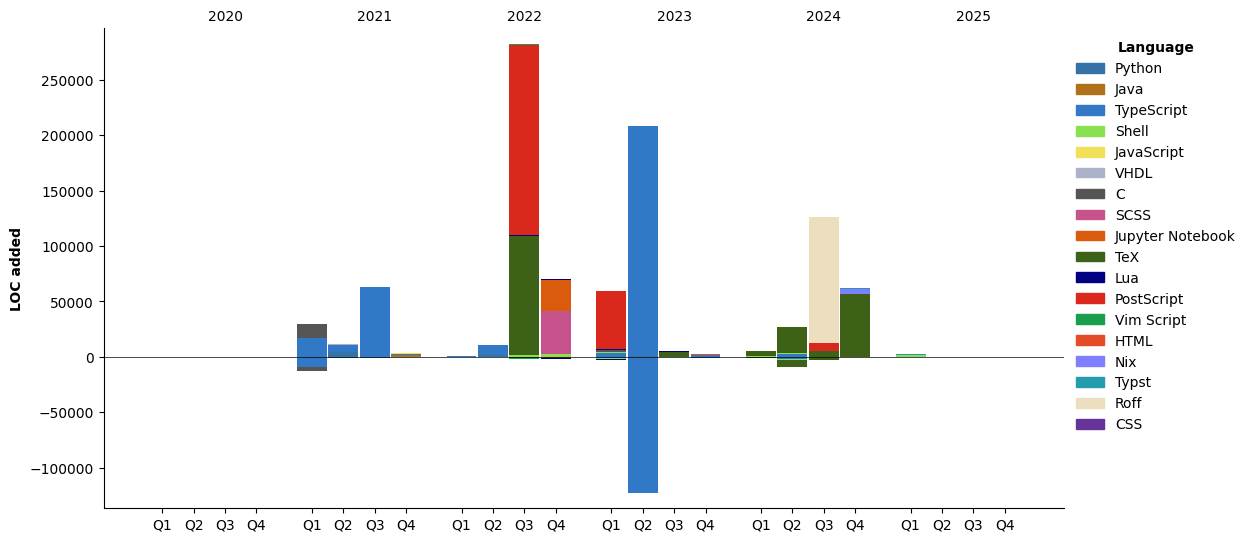 2020 2021 2022 2023 2024 2025
LOC added
250000
200000
150000
100000
50000
0
−50000
−100000
Q1 Q2 Q3 Q4 Q1 Q2 Q3 Q4 Q1 Q2 Q3 Q4 Q1 Q2 Q3 Q4 Q1 Q2 Q3 Q4 Q1 Q2 Q3 Q4
Language
Python
Java
TypeScript
Shell
JavaScript
VHDL
C
SCSS
Jupyter Notebook
TeX
Lua
PostScript
Vim Script
HTML
Nix
Typst
Roff
CSS